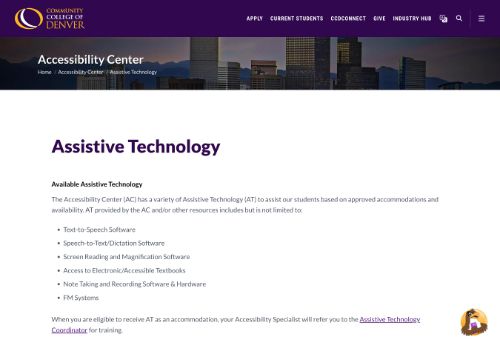 COMMUNITY
COLLEGE OF
DENVER
APPLY CURRENT STUDENTS CCDCONNECT GIVE INDUSTRY HUB
Accessibility Center
Home / Accessibility Center / Assistive Technology
Assistive Technology
Available Assistive Technology
The Accessibility Center (AC) has a variety of Assistive Technology (AT) to assist our students based on approved accommodations and
availability. AT provided by the AC and/or other resources includes but is not limited to:
• Text-to-Speech Software
• Speech-to-Text/Dictation Software
• Screen Reading and Magnification Software
• Access to Electronic/Accessible Textbooks
• Note Taking and Recording Software & Hardware
• FM Systems
When you are eligible to receive AT as an accommodation, your Accessibility Specialist will refer you to the Assistive Technology
Coordinator for training.